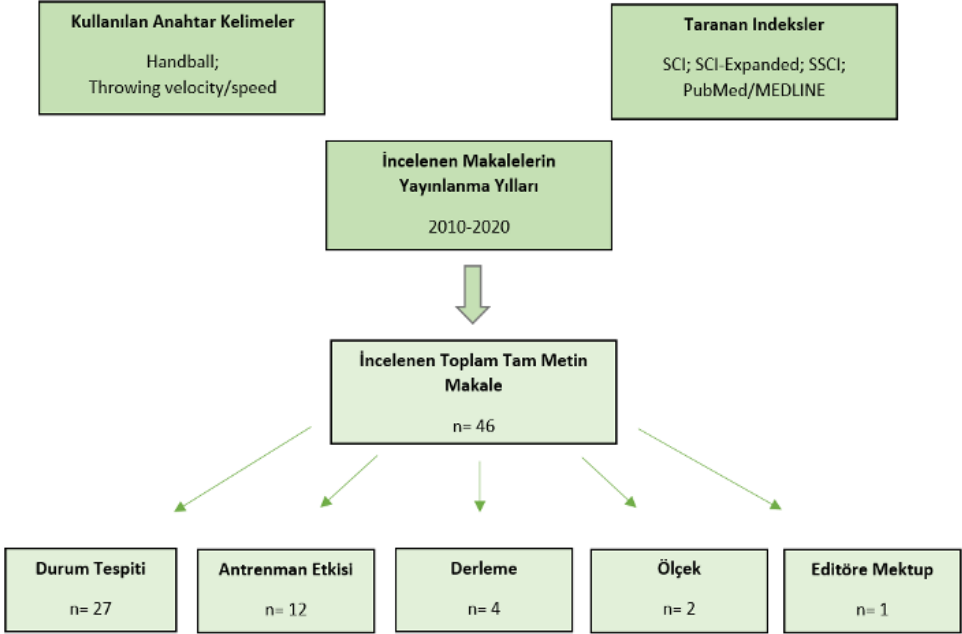 Kullanılan Anahtar Kelimeler
Handball;
Throwing velocity/speed
Taranan Indeksler
SCI; SCI-Expanded; SSCI;
PubMed/MEDLINE
İncelenen Makalelerin
Yayınlanma Yılları
2010-2020
İncelenen Toplam Tam Metin
Makale
n= 46
Durum Tespiti
n= 27
Antrenman Etkisi
n= 12
Derleme
n= 4
Ölçek
n= 2
Editöre Mektup
n= 1